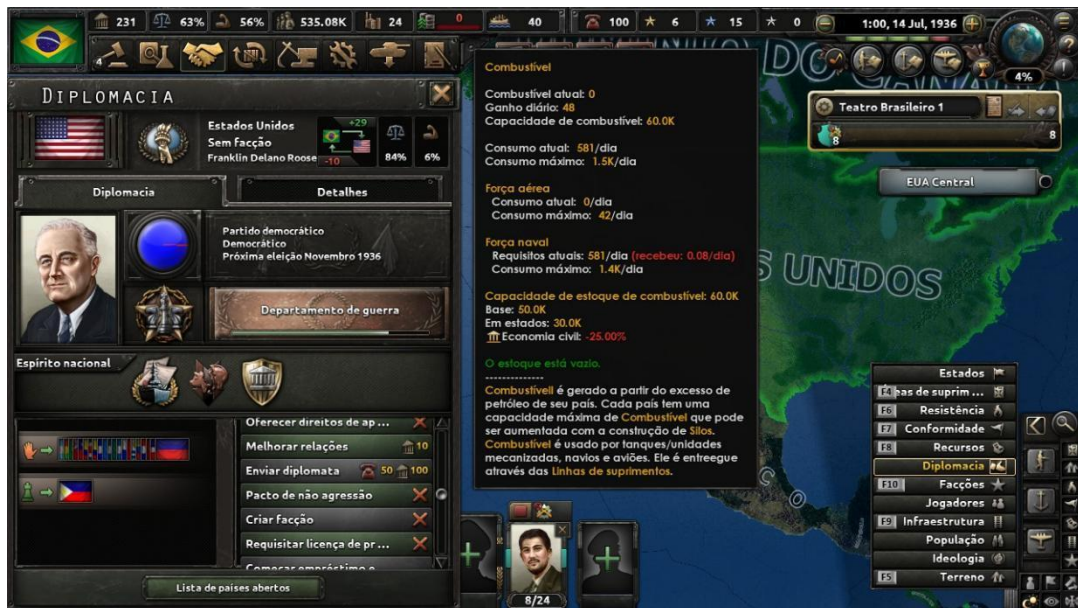 231 63% 56% 535.08K 24 0 40 100 6 15 0 1:00, 14 Jul, 1936
4
4%
DIPLOMACIA
Estados Unidos
Sem facção
Franklin Delano Roose
+29
-10
84% 6%
Diplomacia Detalhes
Partido democrático
Democrático
Próxima eleição Novembro 1936
Departamento de guerra
Espírito nacional
Oferecer direitos de ap ...
Melhorar relações 10
Enviar diplomata 50 100
Pacto de não agressão
Criar facção
Requisitar licença de pr ...
Começar empréstimo e
Lista de países abertos
Combustível
Combustível atual: 0
Ganho diário: 48
Capacidade de combustível: 60.0K
Consumo atual: 581/dia
Consumo máximo: 1.5K/dia
Força aérea
Consumo atual: 0/dia
Consumo máximo: 42/dia
Força naval
Requisitos atuais: 581/dia (recebeu: 0.08/dia)
Consumo máximo: 1.4K/dia
Capacidade de estoque de combustível: 60.0K
Base: 50.0K
Em estados: 30.0K
Economia civil: -25.00%
O estoque está vazio.
--------------
Combustívell é gerado a partir do excesso de
petróleo de seu país. Cada país tem uma
capacidade máxima de Combustível que pode
ser aumentada com a construção de Silos.
Combustível é usado por tanques/unidades
mecanizadas, navios e aviões. Ele é entreegue
através das Linhas de suprimentos.
8/24
DO
UNIDOS
Teatro Brasileiro 1
8 8
EUA Central
Estados
F4 eas de suprim ...
F6 Resistência
F7 Conformidade
F8 Recursos
Diplomacia
F10 Facções
Jogadores
F9 Infraestrutura
População
Ideologia
F5 Terreno